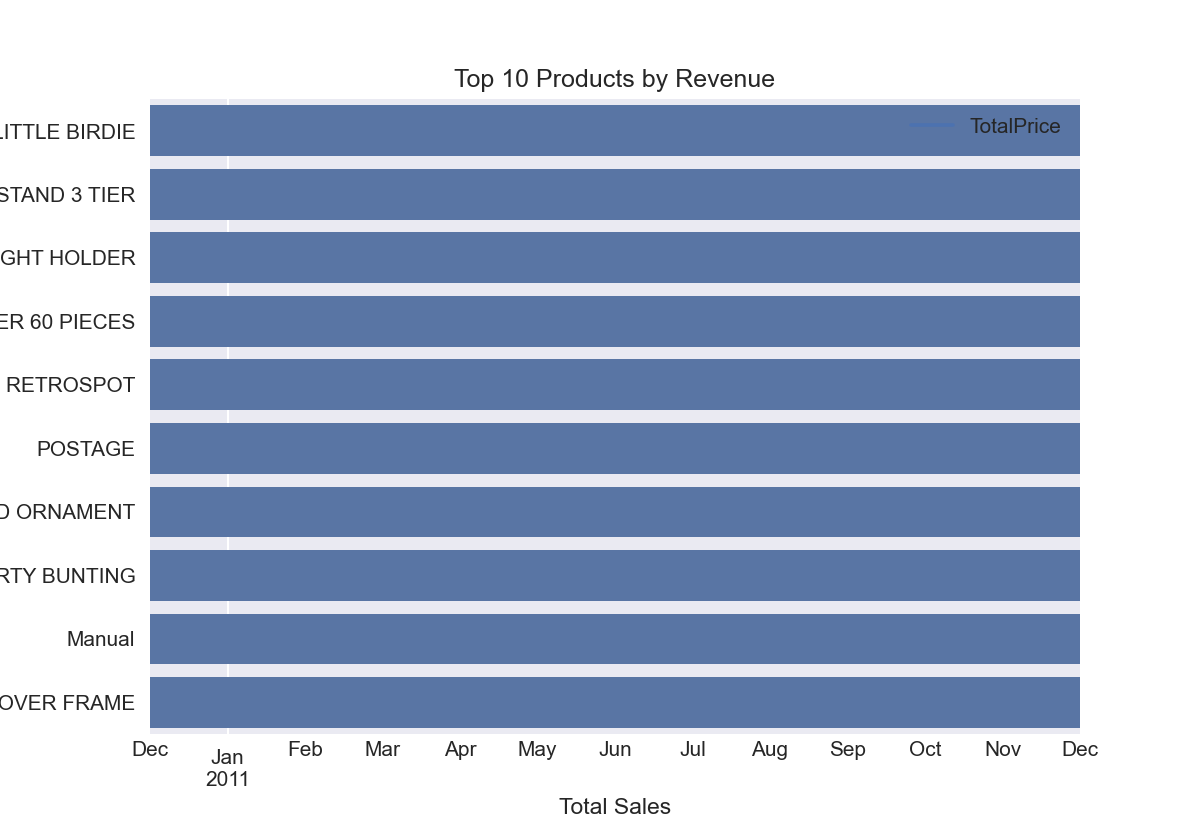 Top 10 Products by Revenue
LITTLE BIRDIE
TotalPrice
STAND 3 TIER
GHT HOLDER
ER 60 PIECES
RETROSPOT
POSTAGE
D ORNAMENT
RTY BUNTING
Manual
OVER FRAME
Dec Jan Feb Mar Apr May Jun Jul Aug Sep Oct Nov Dec
2011
Total Sales